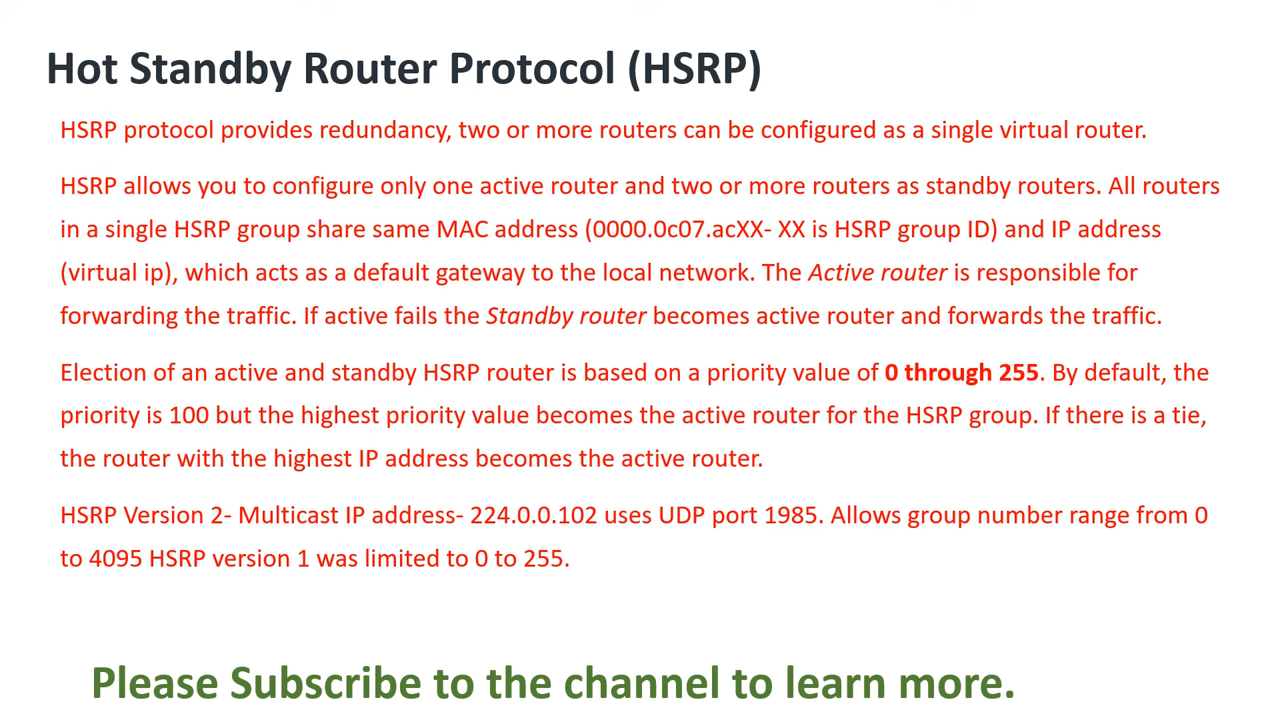 Hot Standby Router Protocol (HSRP)
HSRP protocol provides redundancy, two or more routers can be configured as a single virtual router.
HSRP allows you to configure only one active router and two or more routers as standby routers. All routers
in a single HSRP group share same MAC address (0000.0c07.acXX- XX is HSRP group ID) and IP address
(virtual ip), which acts as a default gateway to the local network. The Active router is responsible for
forwarding the traffic. If active fails the Standby router becomes active router and forwards the traffic.
Election of an active and standby HSRP router is based on a priority value of 0 through 255. By default, the
priority is 100 but the highest priority value becomes the active router for the HSRP group. If there is a tie,
the router with the highest IP address becomes the active router.
HSRP Version 2- Multicast IP address- 224.0.0.102 uses UDP port 1985. Allows group number range from 0
to 4095 HSRP version 1 was limited to 0 to 255.
Please Subscribe to the channel to learn more.